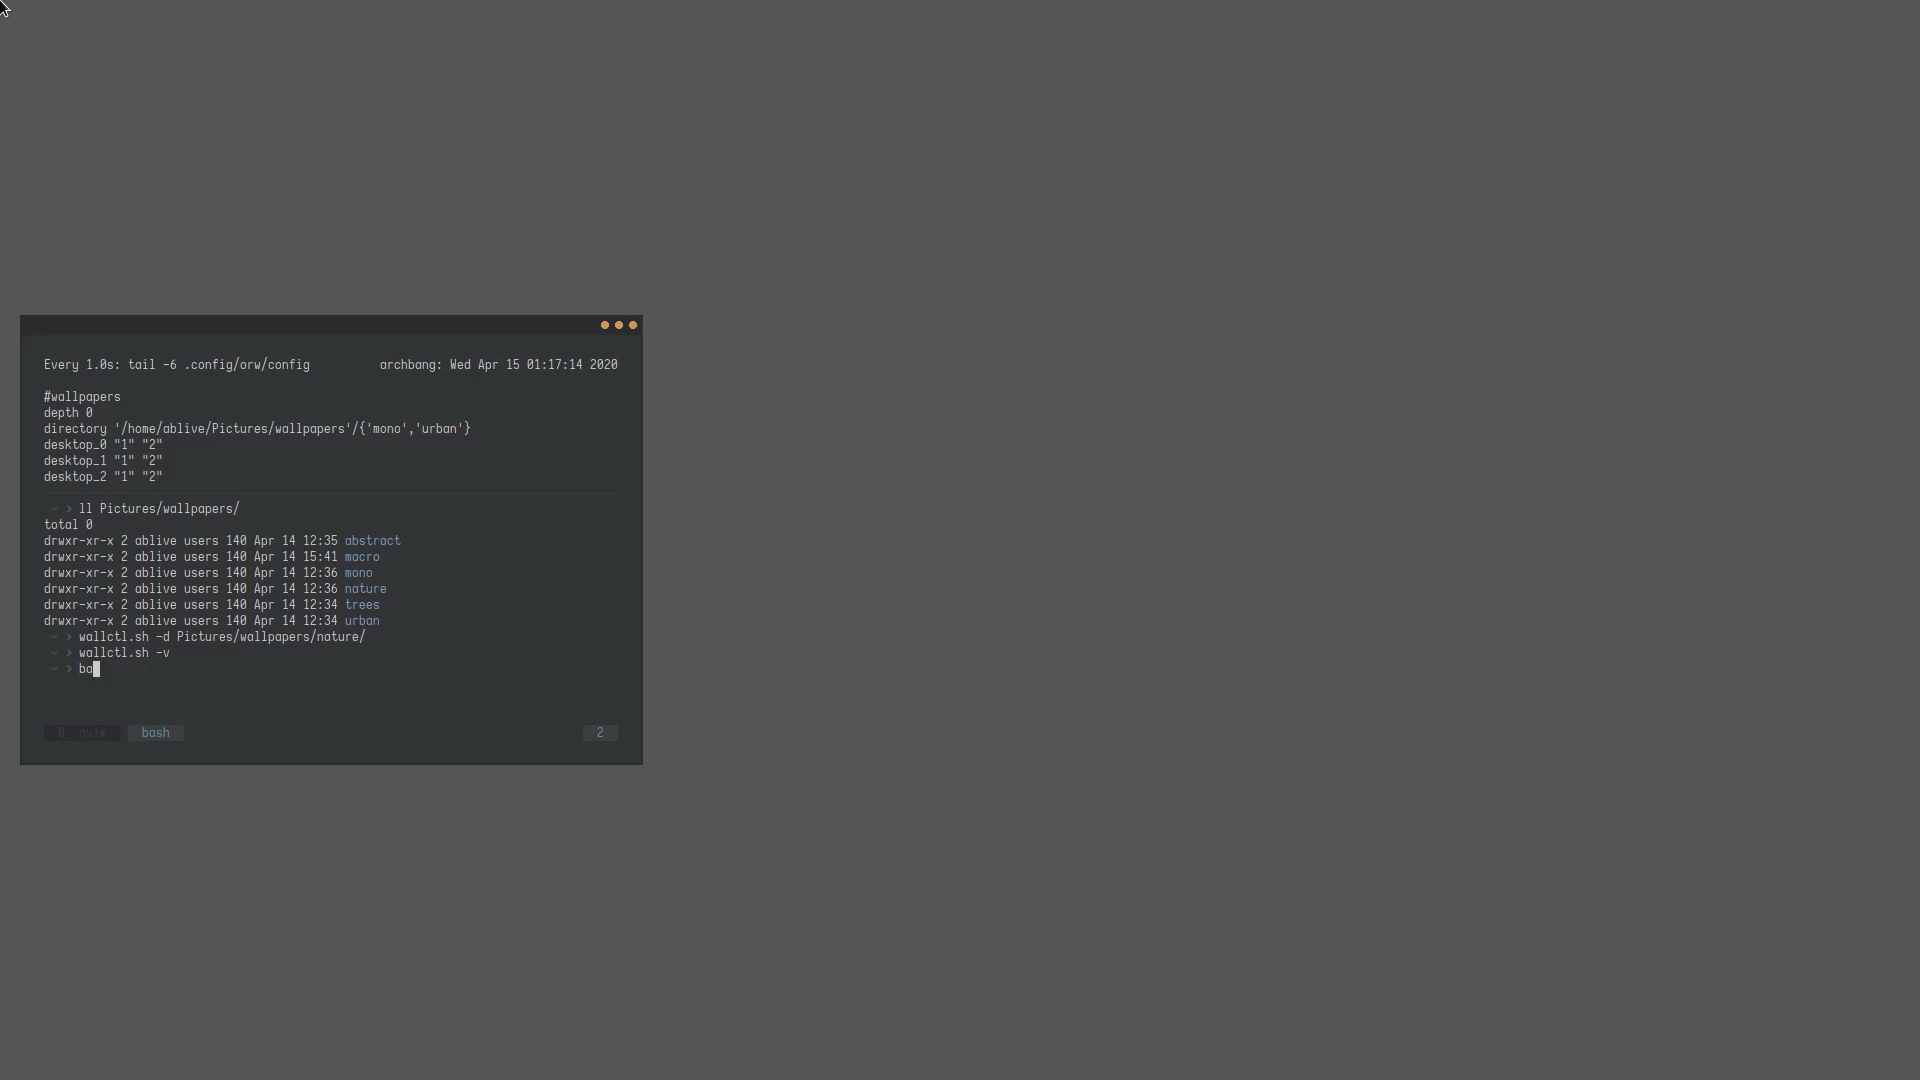 Every 1.0s: tail -6 .config/orw/config archbang: Wed Apr 15 01:17:14 2020
#wallpapers
depth 0
directory '/home/ablive/Pictures/wallpapers'/{'mono','urban'}
desktop_0 "1" "2"
desktop_1 "1" "2"
desktop_2 "1" "2"
~ > ll Pictures/wallpapers/
total 0
drwxr-xr-x 2 ablive users 140 Apr 14 12:35 abstract
drwxr-xr-x 2 ablive users 140 Apr 14 15:41 macro
drwxr-xr-x 2 ablive users 140 Apr 14 12:36 mono
drwxr-xr-x 2 ablive users 140 Apr 14 12:36 nature
drwxr-xr-x 2 ablive users 140 Apr 14 12:34 trees
drwxr-xr-x 2 ablive users 140 Apr 14 12:34 urban
~ > wallctl.sh -d Pictures/wallpapers/nature/
~ > wallctl.sh -v
~ > ba
0 nvim bash 2